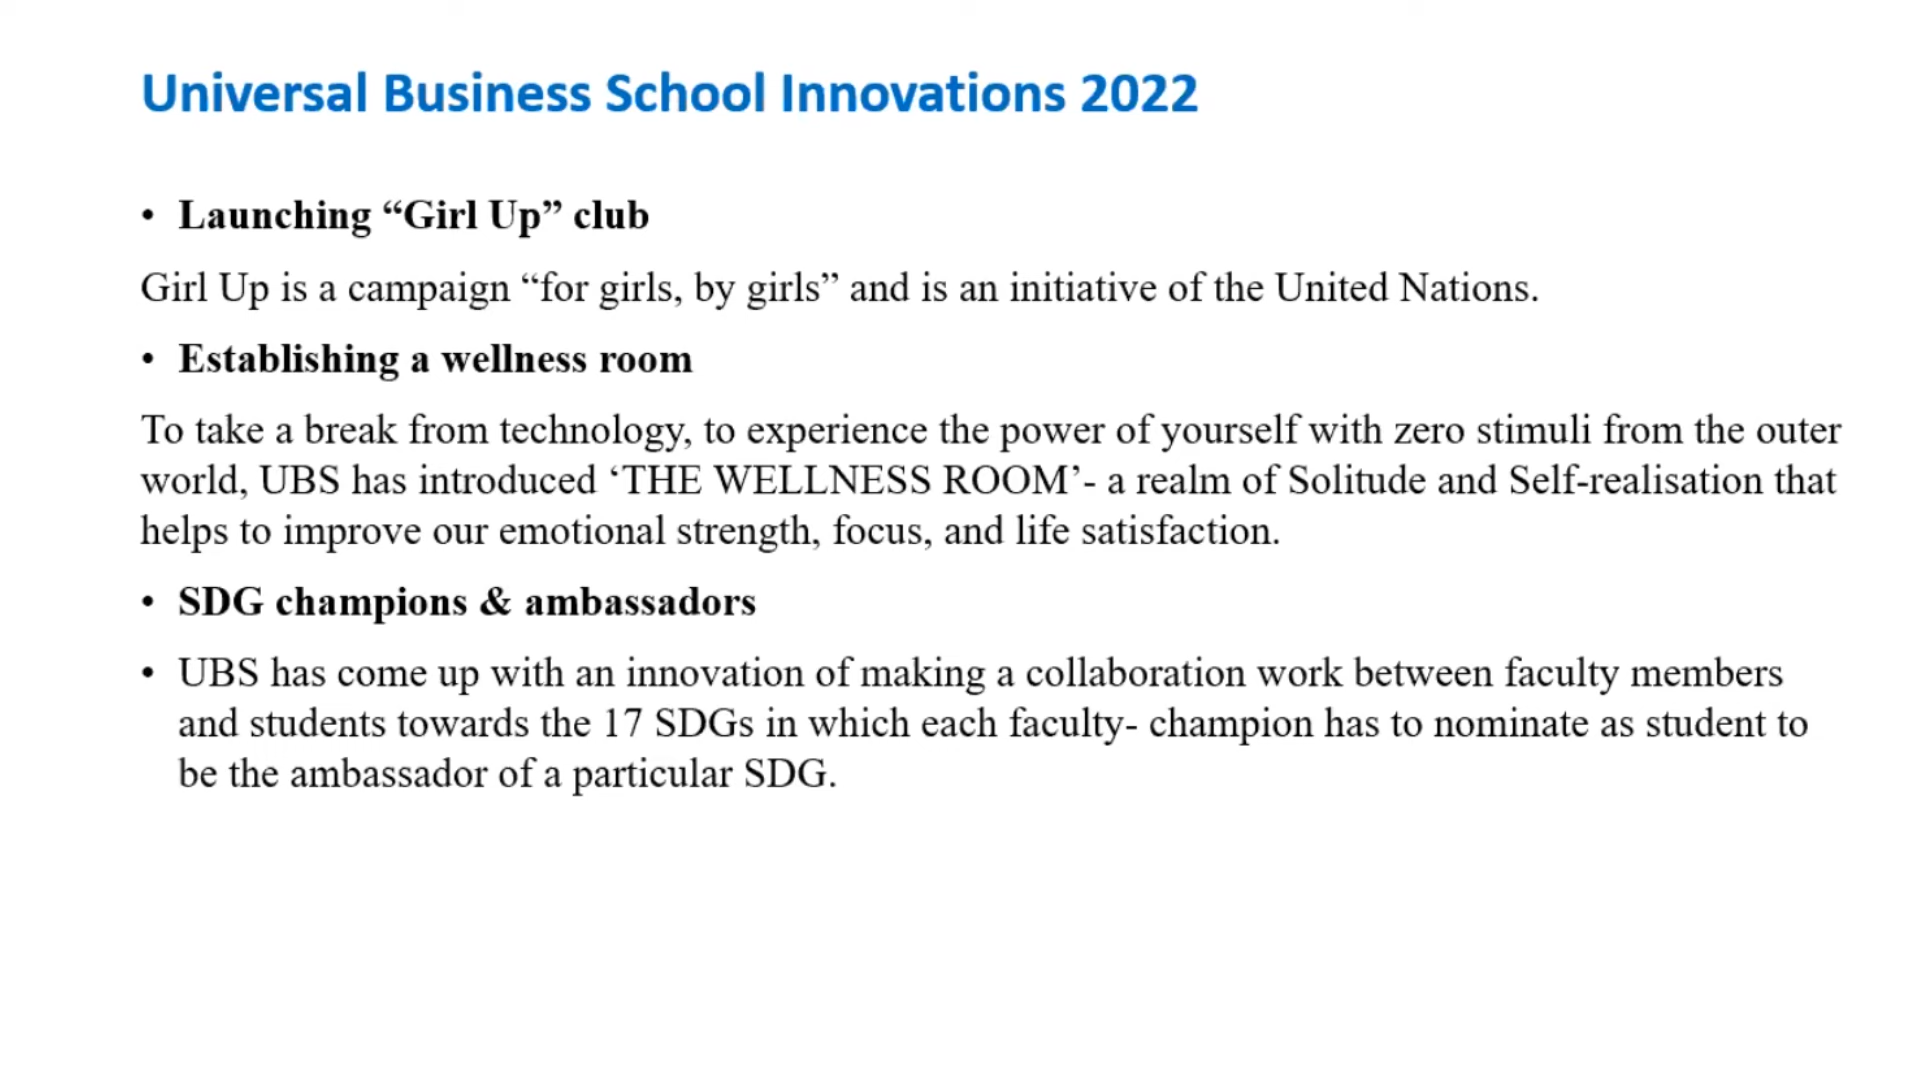 Universal Business School Innovations 2022
• Launching “Girl Up” club
Girl Up is a campaign “for girls, by girls” and is an initiative of the United Nations.
• Establishing a wellness room
To take a break from technology, to experience the power of yourself with zero stimuli from the outer
world, UBS has introduced ‘THE WELLNESS ROOM’- a realm of Solitude and Self-realisation that
helps to improve our emotional strength, focus, and life satisfaction.
• SDG champions & ambassadors
• UBS has come up with an innovation of making a collaboration work between faculty members
and students towards the 17 SDGs in which each faculty- champion has to nominate as student to
be the ambassador of a particular SDG.